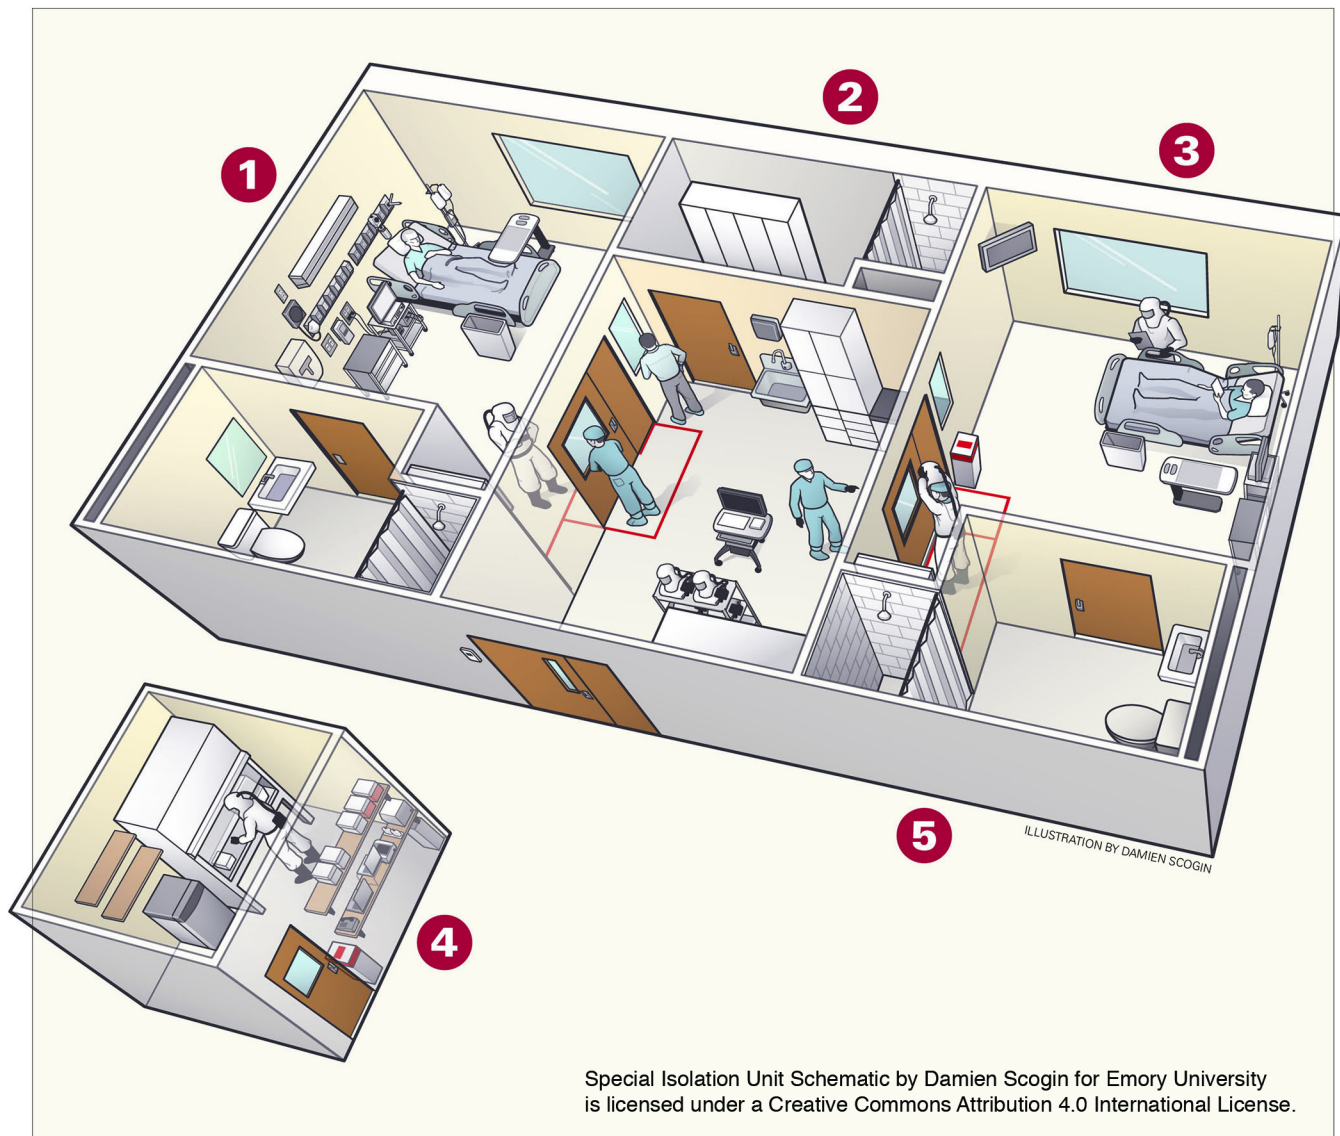 2
3
1
5
ILLUSTRATION BY DAMIEN SCOGIN
4
Special Isolation Unit Schematic by Damien Scogin for Emory University
is licensed under a Creative Commons Attribution 4.0 International License.